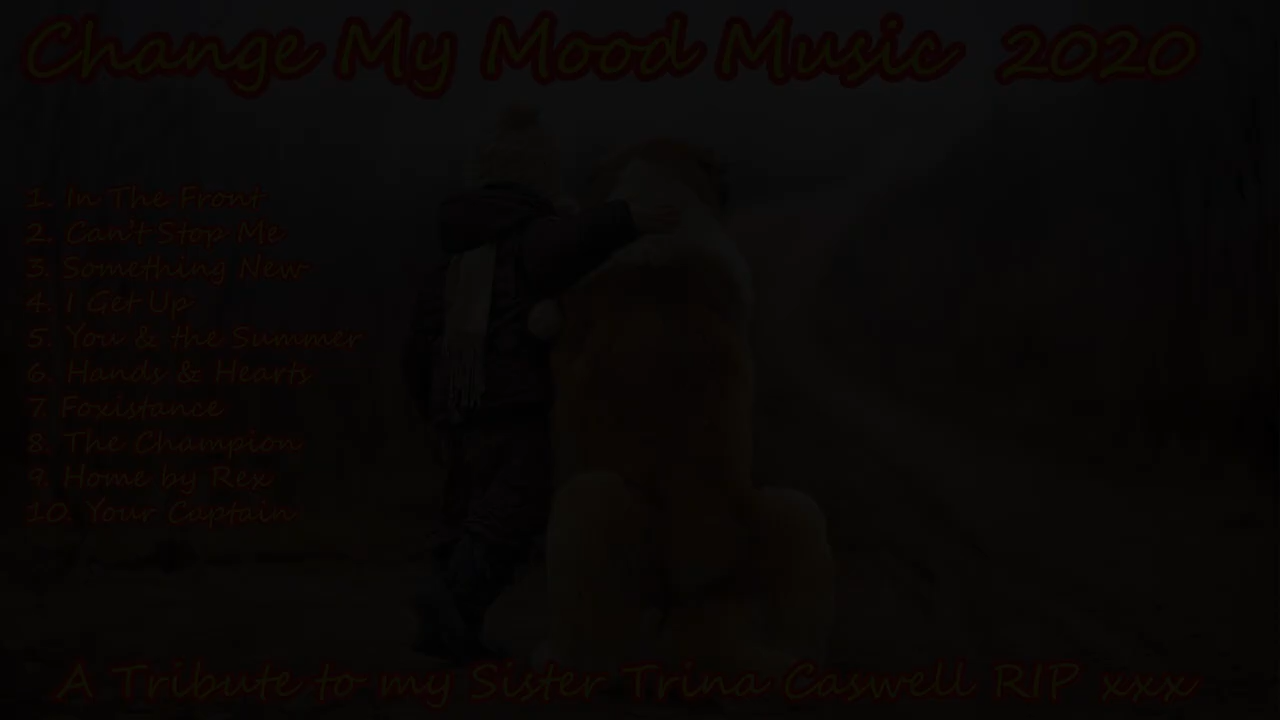 Change My Mood Music 2020
1. In The Front
2. Can't Stop Me
3. Something New
4. I Get Up
5. You & the Summer
6. Hands & Hearts
7. Foxistance
8. The Champion
9. Home by Rex
10. Your Captain
A Tribute to my Sister Trina Caswell RIP xxx